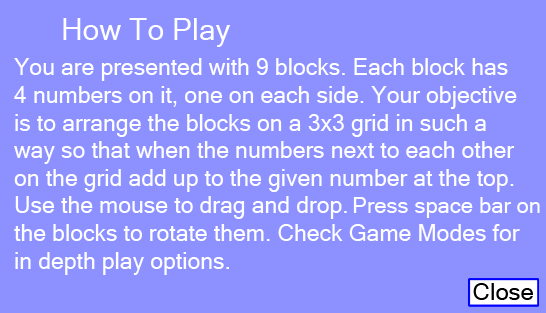 How To Play
You are presented with 9 blocks. Each block has
4 numbers on it, one on each side. Your objective
is to arrange the blocks on a 3x3 grid in such a
way so that when the numbers next to each other
on the grid add up to the given number at the top.
Use the mouse to drag and drop. Press space bar on
the blocks to rotate them. Check Game Modes for
in depth play options.
Close